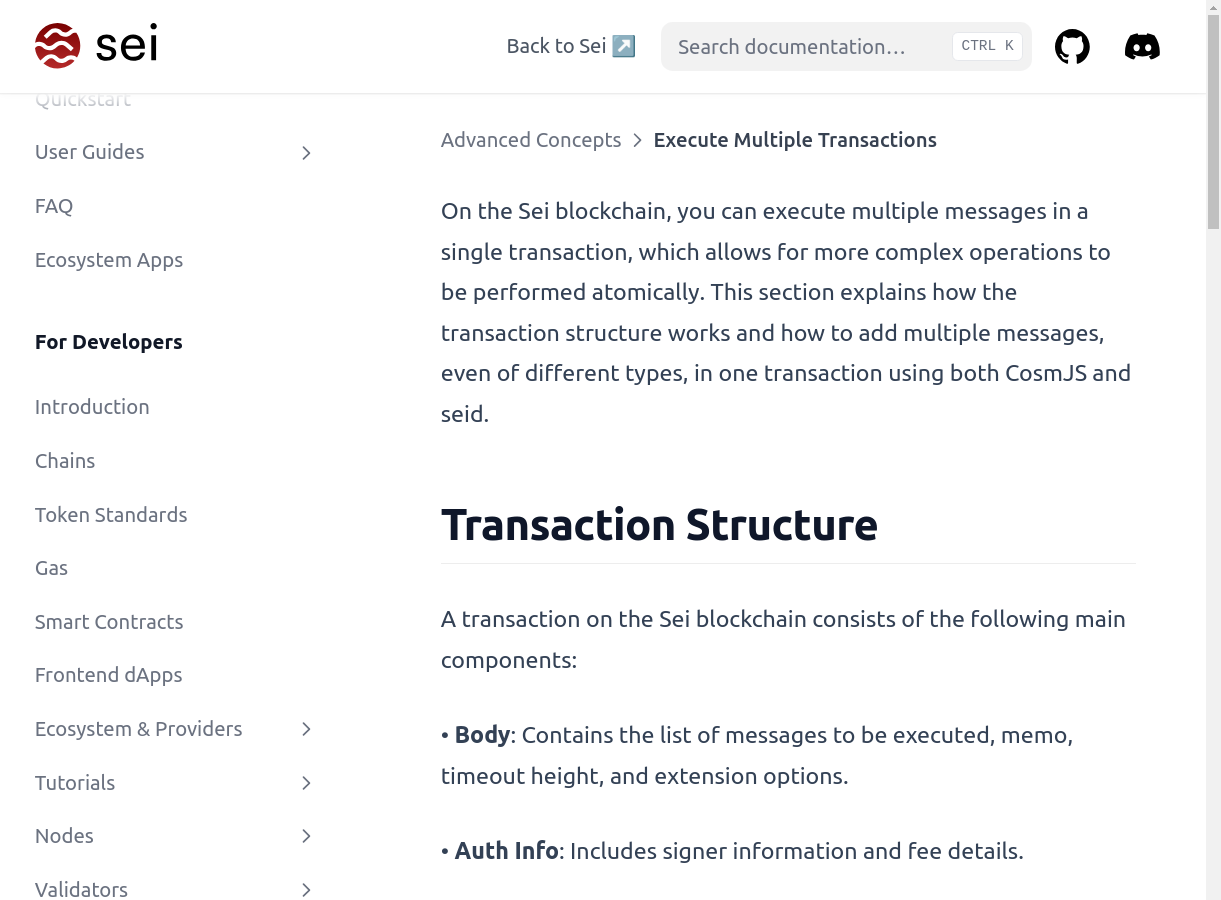 sei
Back to Sei ↗️
Search documentation…
CTRL K
Quickstart
User Guides
FAQ
Ecosystem Apps
For Developers
Introduction
Chains
Token Standards
Gas
Smart Contracts
Frontend dApps
Ecosystem & Providers
Tutorials
Nodes
Validators
Advanced Concepts > Execute Multiple Transactions
On the Sei blockchain, you can execute multiple messages in a
single transaction, which allows for more complex operations to
be performed atomically. This section explains how the
transaction structure works and how to add multiple messages,
even of different types, in one transaction using both CosmJS and
seid.
Transaction Structure
A transaction on the Sei blockchain consists of the following main
components:
• Body: Contains the list of messages to be executed, memo,
timeout height, and extension options.
• Auth Info: Includes signer information and fee details.